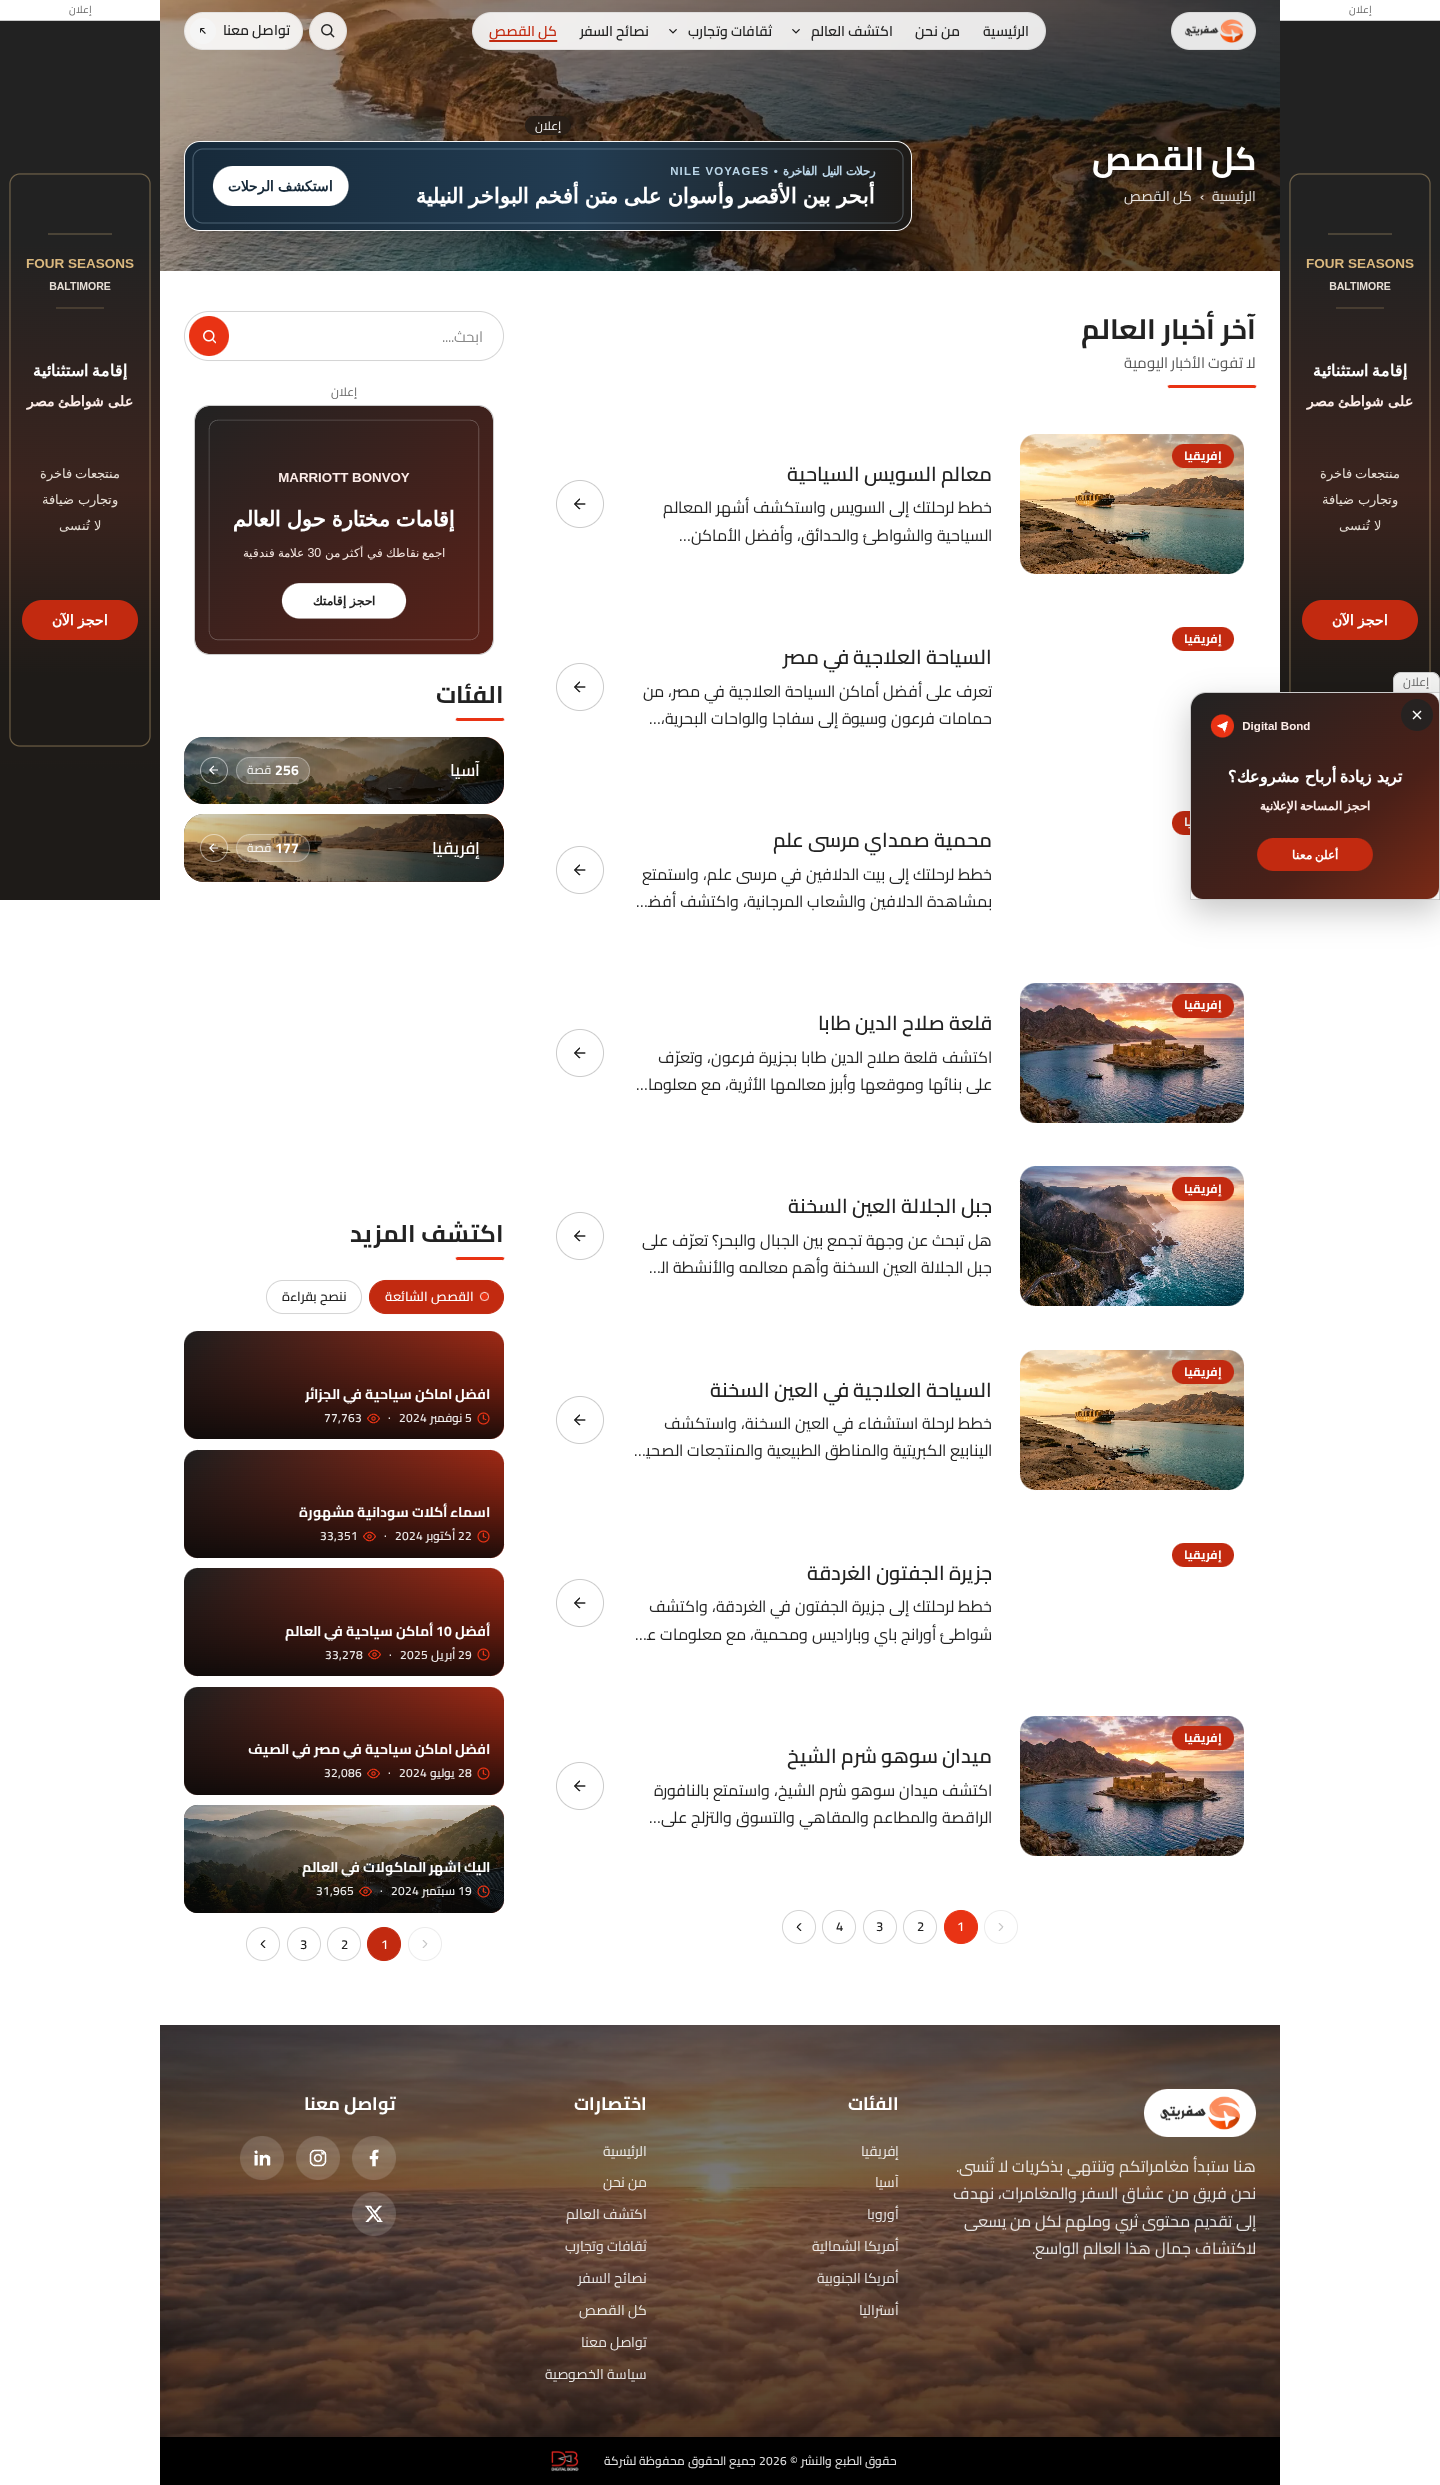 إعلان
إعلان
سفريتي
الرئيسية
من نحن
اكتشف العالم
ثقافات وتجارب
نصائح السفر
كل القصص
تواصل معنا
كل القصص
الرئيسية › كل القصص
إعلان
رحلات النيل الفاخرة • NILE VOYAGES
أبحر بين الأقصر وأسوان على متن أفخم البواخر النيلية
استكشف الرحلات
FOUR SEASONS
BALTIMORE
إقامة استثنائية
على شواطئ مصر
منتجعات فاخرة
وتجارب ضيافة
لا تُنسى
احجز الآن
FOUR SEASONS
BALTIMORE
إقامة استثنائية
على شواطئ مصر
منتجعات فاخرة
وتجارب ضيافة
لا تُنسى
احجز الآن
إعلان
Digital Bond
تريد زيادة أرباح مشروعك؟
احجز المساحة الإعلانية
أعلن معنا
آخر أخبار العالم
لا تفوت الأخبار اليومية
إفريقيا
معالم السويس السياحية
خطط لرحلتك إلى السويس واستكشف أشهر المعالم
السياحية والشواطئ والحدائق، وأفضل الأماكن...
إفريقيا
السياحة العلاجية في مصر
تعرف على أفضل أماكن السياحة العلاجية في مصر، من
حمامات فرعون وسيوة إلى سفاجا والواحات البحرية،...
محمية صمداي مرسى علم
خطط لرحلتك إلى بيت الدلافين في مرسى علم، واستمتع
بمشاهدة الدلافين والشعاب المرجانية، واكتشف أفض...
إفريقيا
قلعة صلاح الدين طابا
اكتشف قلعة صلاح الدين طابا بجزيرة فرعون، وتعرّف
على بنائها وموقعها وأبرز معالمها الأثرية، مع معلوما...
إفريقيا
جبل الجلالة العين السخنة
هل تبحث عن وجهة تجمع بين الجبال والبحر؟ تعرّف على
جبل الجلالة العين السخنة وأهم معالمه والأنشطة الـ...
إفريقيا
السياحة العلاجية في العين السخنة
خطط لرحلة استشفاء في العين السخنة، واستكشف
الينابيع الكبريتية والمناطق الطبيعية والمنتجعات الصحيـ...
إفريقيا
جزيرة الجفتون الغردقة
خطط لرحلتك إلى جزيرة الجفتون في الغردقة، واكتشف
شواطئ أورانج باي وباراديس ومحمية، مع معلومات عـ...
إفريقيا
ميدان سوهو شرم الشيخ
اكتشف ميدان سوهو شرم الشيخ، واستمتع بالنافورة
الراقصة والمطاعم والمقاهي والتسوق والتزلج على...
1 2 3 4
ابحث....
إعلان
MARRIOTT BONVOY
إقامات مختارة حول العالم
اجمع نقاطك في أكثر من 30 علامة فندقية
احجز إقامتك
الفئات
آسيا
256 قصة
إفريقيا
177 قصة
اكتشف المزيد
القصص الشائعة
ننصح بقراءة
افضل اماكن سياحية في الجزائر
5 نوفمبر 2024 · 77,763
اسماء أكلات سودانية مشهورة
22 أكتوبر 2024 · 33,351
أفضل 10 أماكن سياحية في العالم
29 أبريل 2025 · 33,278
افضل اماكن سياحية في مصر في الصيف
28 يوليو 2024 · 32,086
اليك اشهر الماكولات في العالم
19 سبتمبر 2024 · 31,965
1 2 3
سفريتي
هنا ستبدأ مغامراتكم وتنتهي بذكريات لا تُنسى.
نحن فريق من عشاق السفر والمغامرات، نهدف
إلى تقديم محتوى ثري وملهم لكل من يسعى
لاكتشاف جمال هذا العالم الواسع.
الفئات
إفريقيا
آسيا
أوروبا
أمريكا الشمالية
أمريكا الجنوبية
أستراليا
اختصارات
الرئيسية
من نحن
اكتشف العالم
ثقافات وتجارب
نصائح السفر
كل القصص
تواصل معنا
سياسة الخصوصية
تواصل معنا
حقوق الطبع والنشر © 2026 جميع الحقوق محفوظة لشركة
DIGITAL BOND